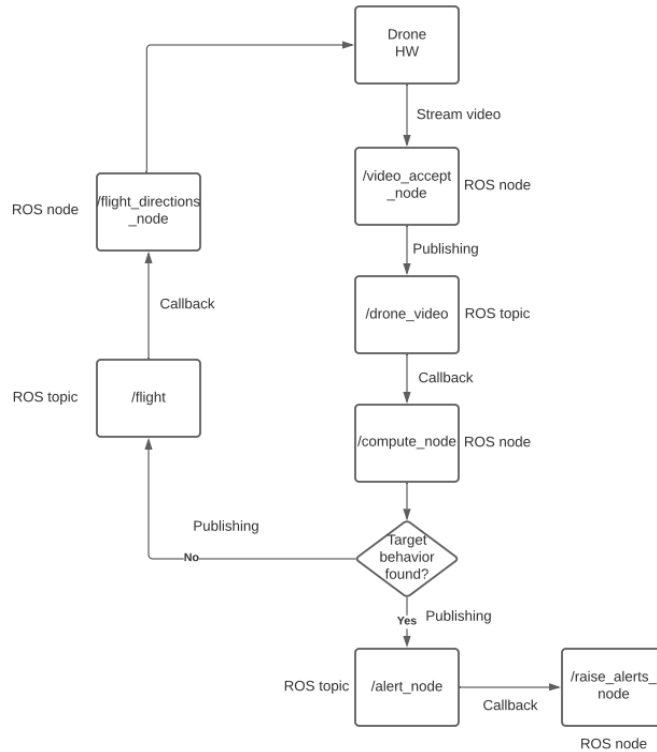 Drone
HW
Stream video
/video_accept
_node
ROS node
/flight_directions
_node
ROS node
Publishing
Callback
/drone_video
ROS topic
Callback
/flight
ROS topic
/compute_node
ROS node
Publishing
No
Target
behavior
found?
Yes
Publishing
/alert_node
ROS topic
Callback
/raise_alerts_
node
ROS node